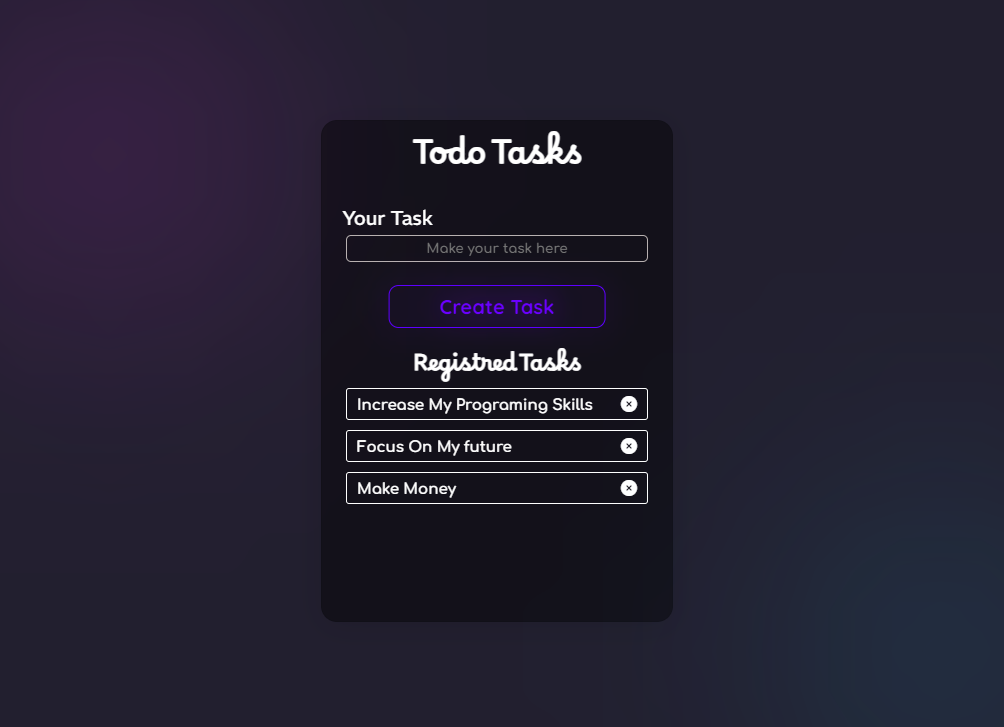 Todo Tasks
Your Task
Make your task here
Create Task
Registred Tasks
Increase My Programing Skills
Focus On My future
Make Money